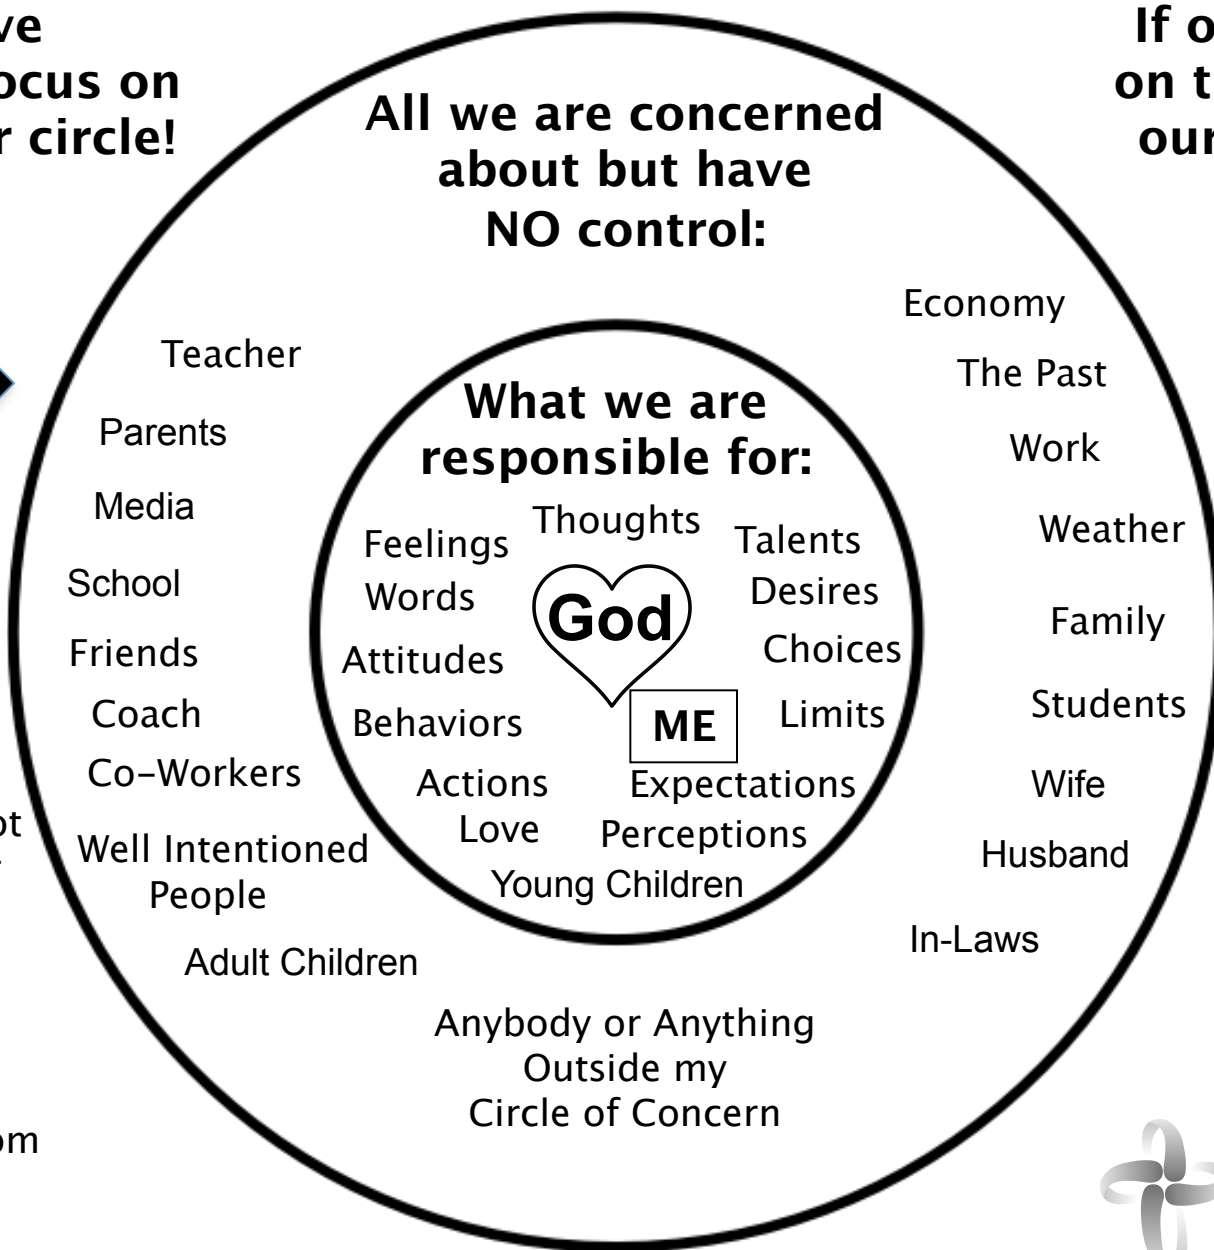 ve
ocus on
r circle!
If o
on t
our
All we are concerned
about but have
NO control:
Teacher
Parents
Media
School
Friends
Coach
Co-Workers
Well Intentioned
People
Adult Children
Economy
The Past
Work
Weather
Family
Students
Wife
Husband
In-Laws
Anybody or Anything
Outside my
Circle of Concern
What we are
responsible for:
Thoughts
Feelings
Words
Attitudes
Behaviors
Actions
Love
Talents
Desires
Choices
Limits
Expectations
Perceptions
Young Children
God
ME
ot
om